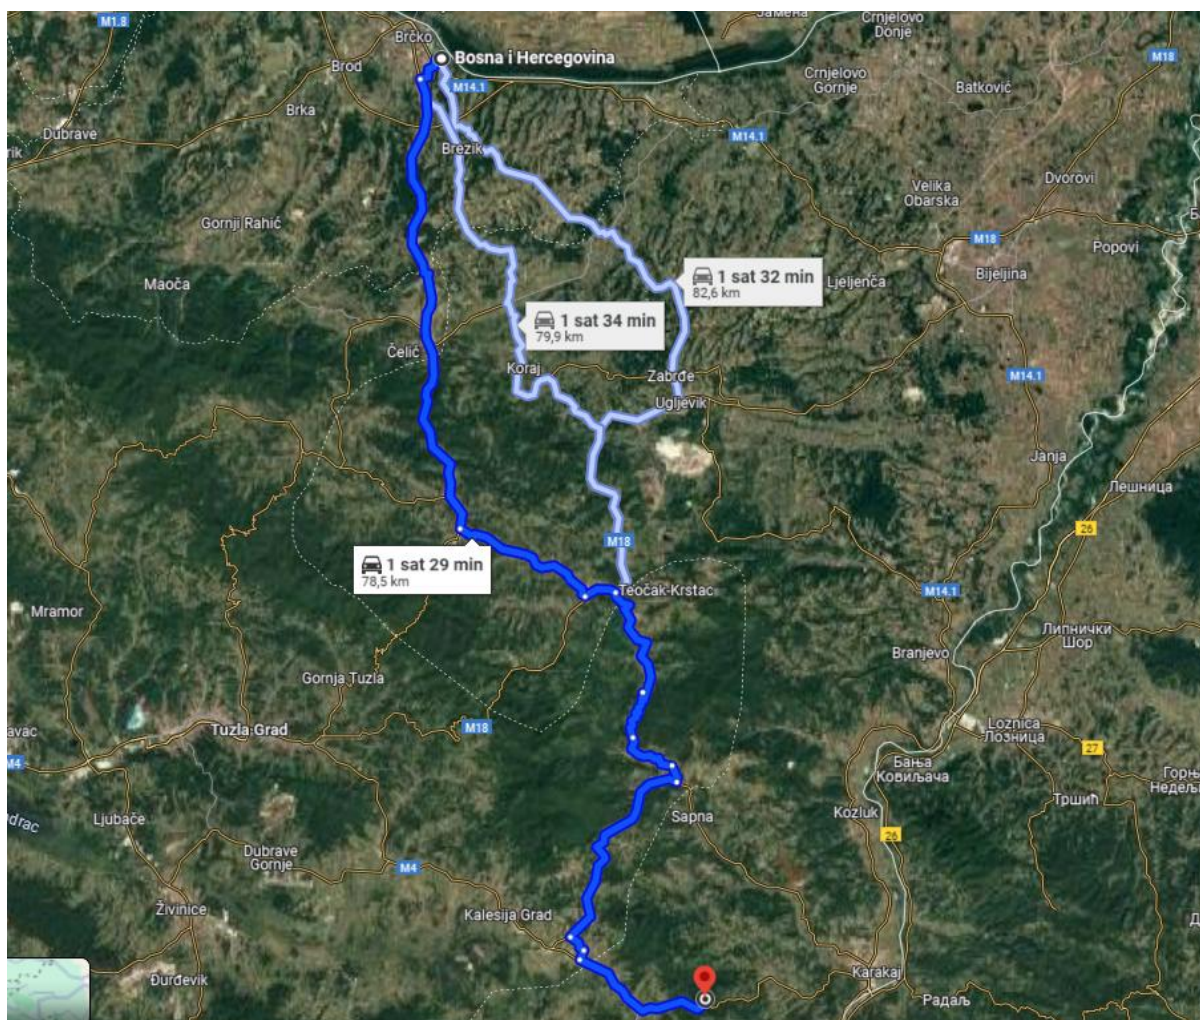 M1.8
Brčko
Јамена
Crnjelovo
Donje
Bosna i Hercegovina
Brod
M18
M14.1
Crnjelovo
Gornje
Batković
Brka
Dubrave
M14.1
Brezik
Dvorovi
Velika
Obarska
Gornji Rahić
M18
Popovi
Bijeljina
1 sat 32 min
82,6 km
Ljeljenča
Maoča
1 sat 34 min
79,9 km
Čelić
Koraj
Zabrđe
M14.1
Ugljevik
Janja
Лешница
26
M18
1 sat 29 min
78,5 km
Teočak-Krstac
M14.1
Mramor
Липнички
Шор
Branjevo
Gornja Tuzla
Tuzla Grad
M18
Loznica
Лозница
27
M4
Бања
Ковиљача
Тршић
Ljubače
Sapna
Kozluk
26
Dubrave
Gornje
M4
Živinice
Kalesija Grad
Đurđevik
Karakaj
Радаљ